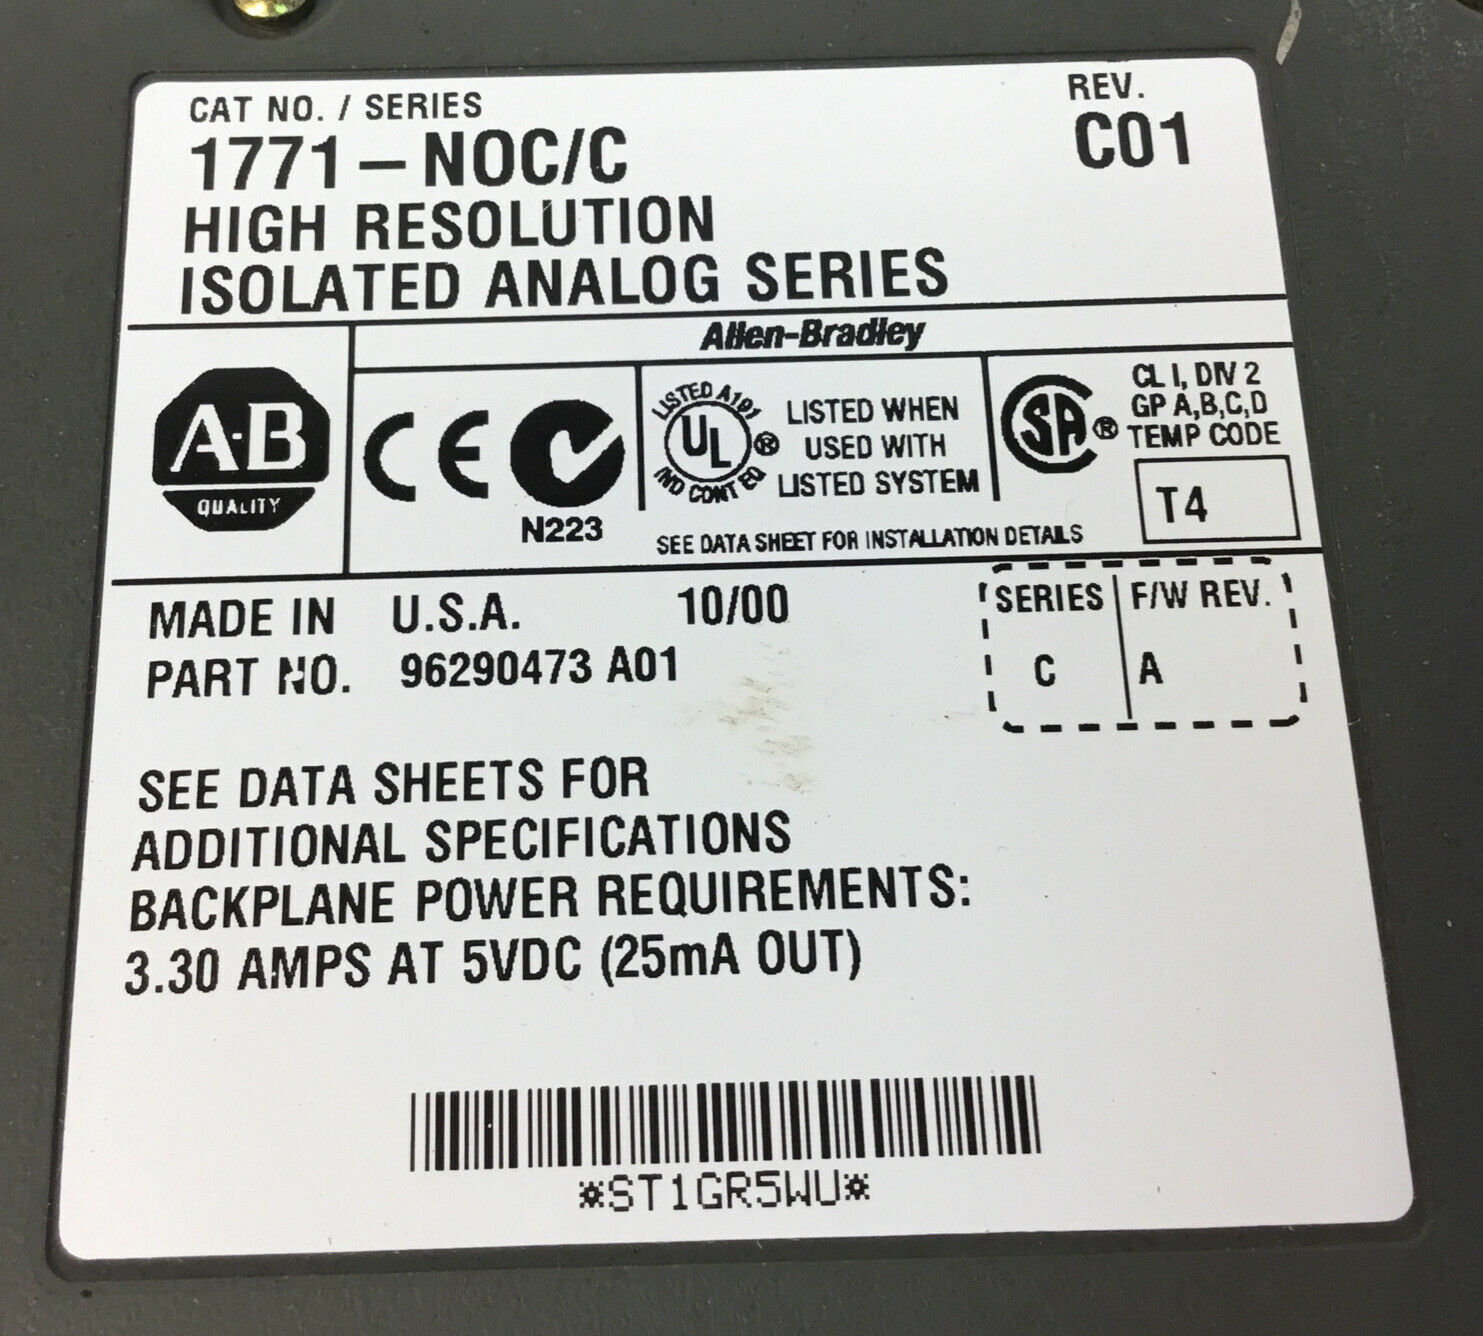 CAT NO. / SERIES
REV.
1771-NOC/C
C01
HIGH RESOLUTION
ISOLATED ANALOG SERIES
Allen-Bradley
A-B
QUALITY
CE
N223
LISTED A191
UL
®
IND CONT EQ
LISTED WHEN
USED WITH
LISTED SYSTEM
SA
®
CL I, DIV 2
GP A,B,C,D
TEMP CODE
T4
SEE DATA SHEET FOR INSTALLATION DETAILS
MADE IN U.S.A. 10/00
PART NO. 96290473 A01
SERIES F/W REV.
C A
SEE DATA SHEETS FOR
ADDITIONAL SPECIFICATIONS
BACKPLANE POWER REQUIREMENTS:
3.30 AMPS AT 5VDC (25mA OUT)
*ST1GR5WU*